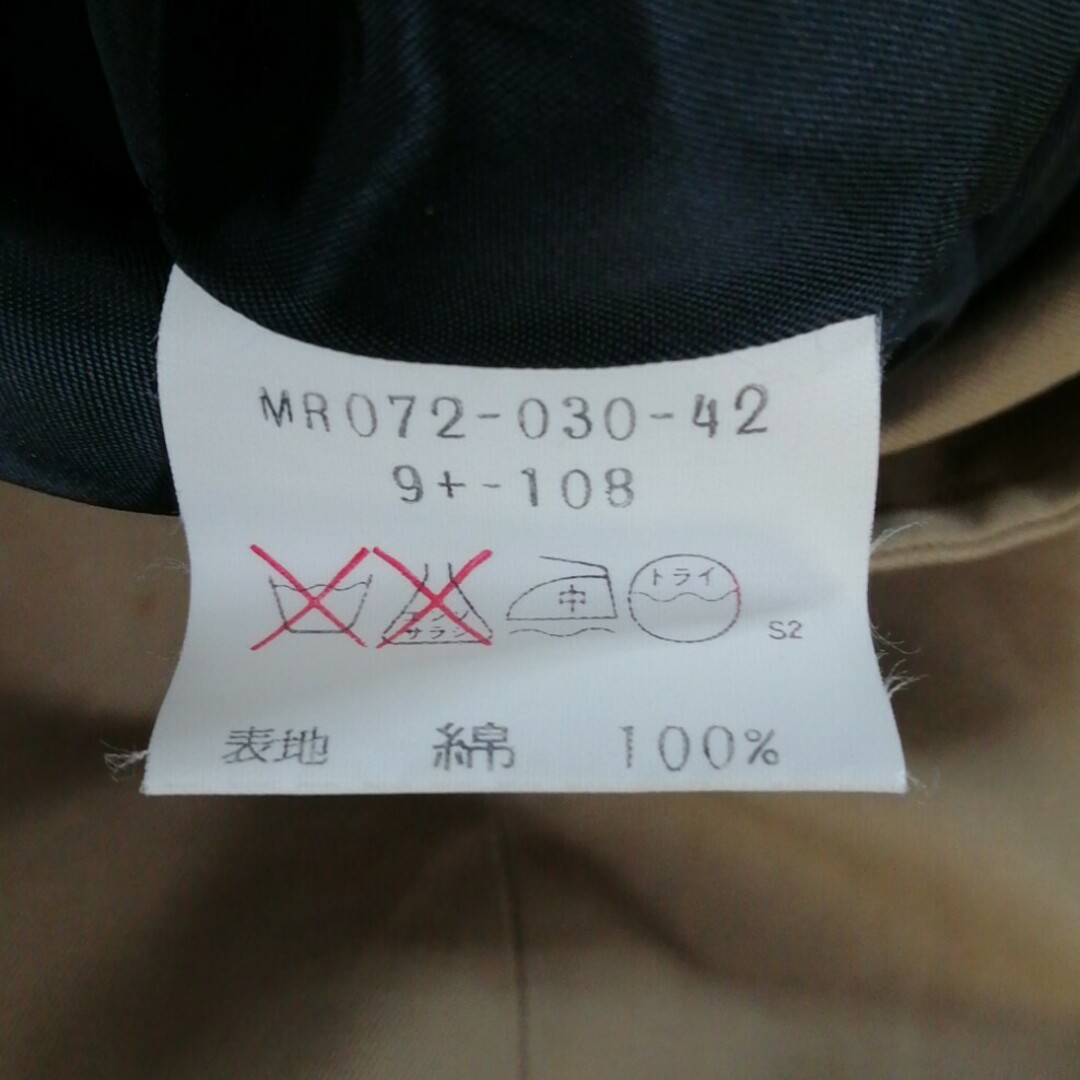 MR072-030-42
9+-108
エンソ
サラシ
中
ドライ
S2
表地 綿 100%